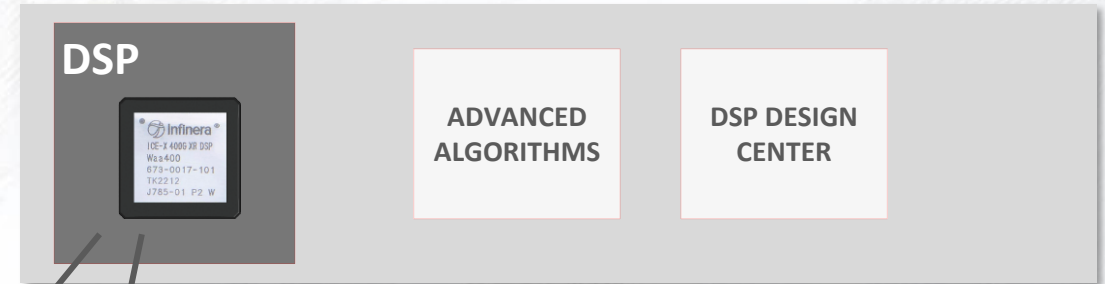 DSP
Infinera
ICE-X 400G XR DSP
Waa400
673-0017-101
TK2212
J785-01 P2 W
ADVANCED
ALGORITHMS
DSP DESIGN
CENTER